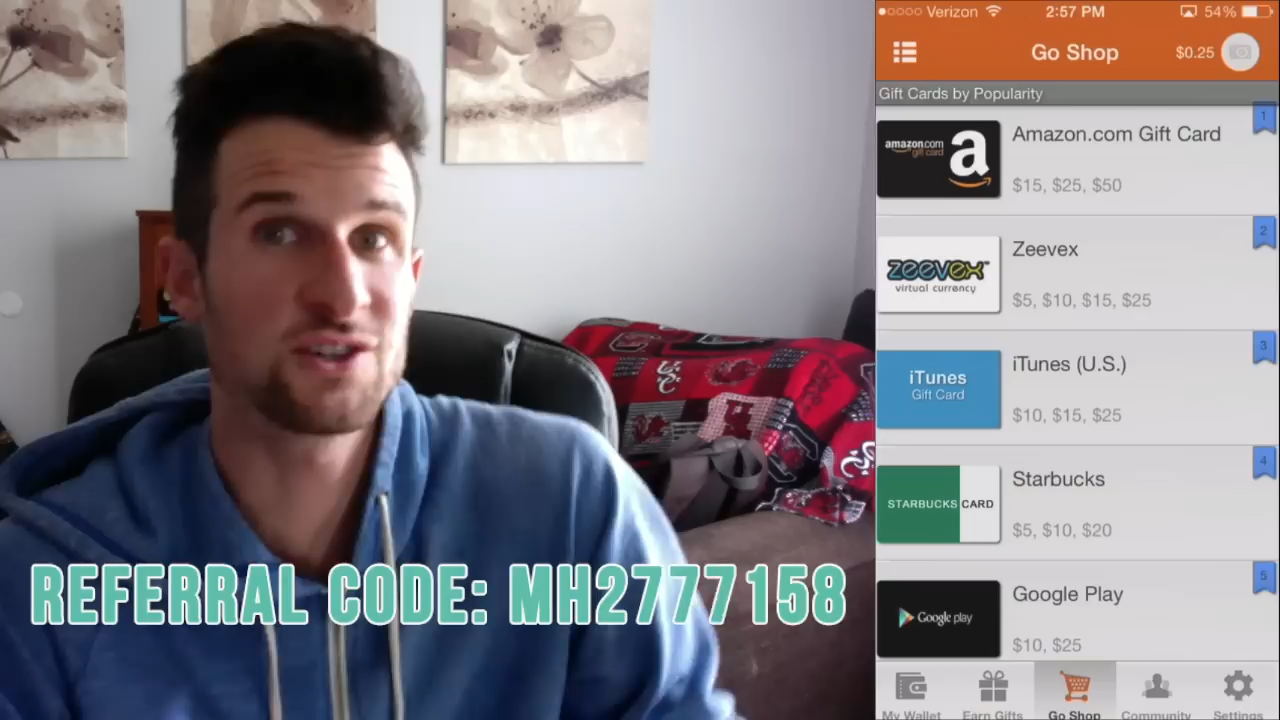 REFERRAL CODE: MH2777158
Verizon 2:57 PM 54%
Go Shop $0.25
Gift Cards by Popularity
1
amazon.com
gift card
a
Amazon.com Gift Card
$15, $25, $50
2
zeevex™
virtual currency
Zeevex
$5, $10, $15, $25
3
iTunes
Gift Card
iTunes (U.S.)
$10, $15, $25
4
STARBUCKS CARD
Starbucks
$5, $10, $20
5
Google play
Google Play
$10, $25
My Wallet Earn Gifts Go Shop Community Settings